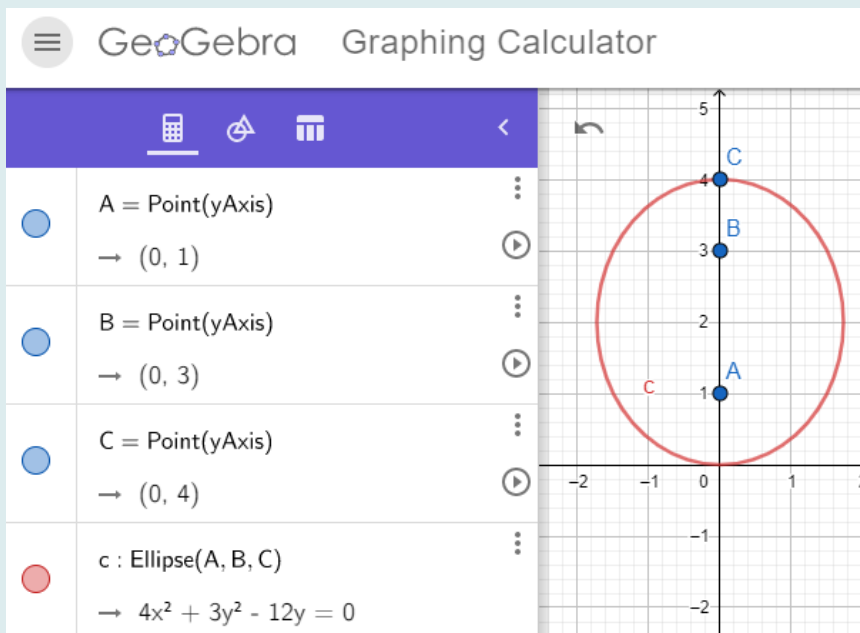 GeoGebra Graphing Calculator
A = Point(yAxis)
→ (0, 1)
B = Point(yAxis)
→ (0, 3)
C = Point(yAxis)
→ (0, 4)
c : Ellipse(A, B, C)
→ 4x² + 3y² - 12y = 0
5
C
4
B
3
2
A
c
1
–2 –1 0 1
–1
–2